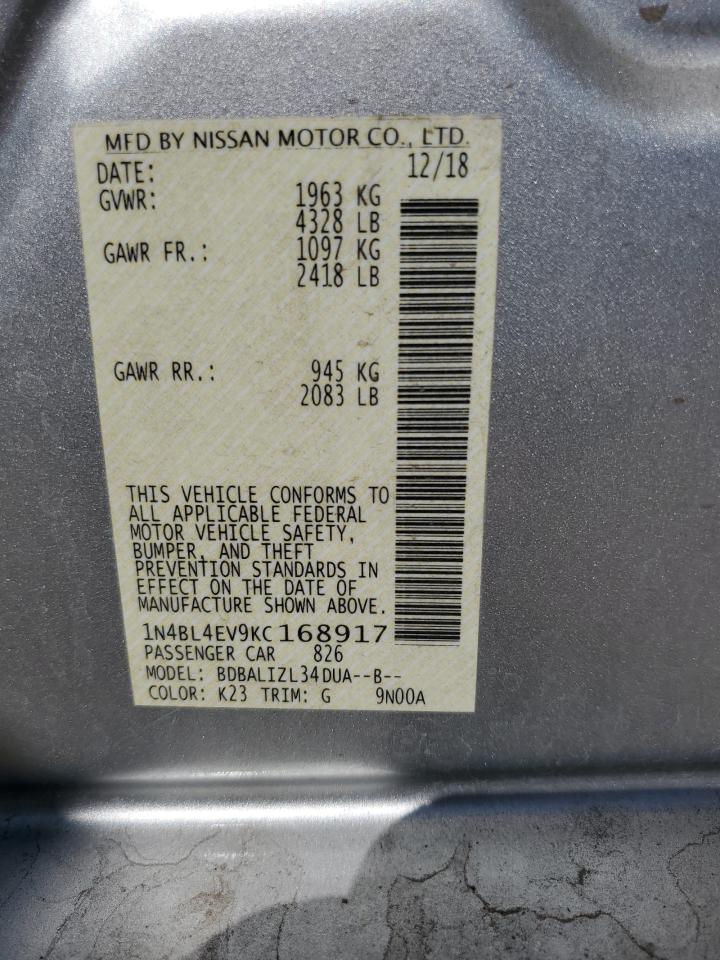 MFD BY NISSAN MOTOR CO., LTD.
DATE: 12/18
GVWR: 1963 KG
4328 LB
GAWR FR.: 1097 KG
2418 LB
GAWR RR.: 945 KG
2083 LB
THIS VEHICLE CONFORMS TO
ALL APPLICABLE FEDERAL
MOTOR VEHICLE SAFETY,
BUMPER, AND THEFT
PREVENTION STANDARDS IN
EFFECT ON THE DATE OF
MANUFACTURE SHOWN ABOVE.
1N4BL4EV9KC168917
PASSENGER CAR 826
MODEL: BDBALIZL34DUA--B--
COLOR: K23 TRIM: G 9N00A